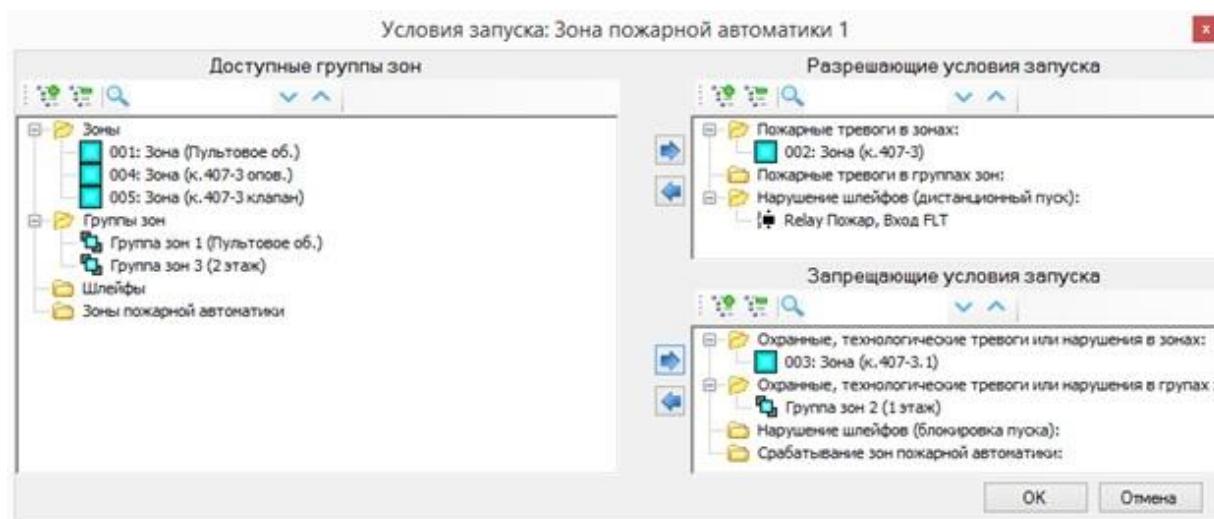 Условия запуска: Зона пожарной автоматики 1
x
Доступные группы зон
Зоны
001: Зона (Пультовое об.)
004: Зона (к.407-3 опов.)
005: Зона (к.407-3 клапан)
Группы зон
Группа зон 1 (Пультовое об.)
Группа зон 3 (2 этаж)
Шлейфы
Зоны пожарной автоматики
Разрешающие условия запуска
Пожарные тревоги в зонах:
002: Зона (к.407-3)
Пожарные тревоги в группах зон:
Нарушение шлейфов (дистанционный пуск):
Relay Пожар, Вход FLT
Запрещающие условия запуска
Охранные, технологические тревоги или нарушения в зонах:
003: Зона (к.407-3.1)
Охранные, технологические тревоги или нарушения в групах
Группа зон 2 (1 этаж)
Нарушение шлейфов (блокировка пуска):
Срабатывание зон пожарной автоматики:
OK
Отмена